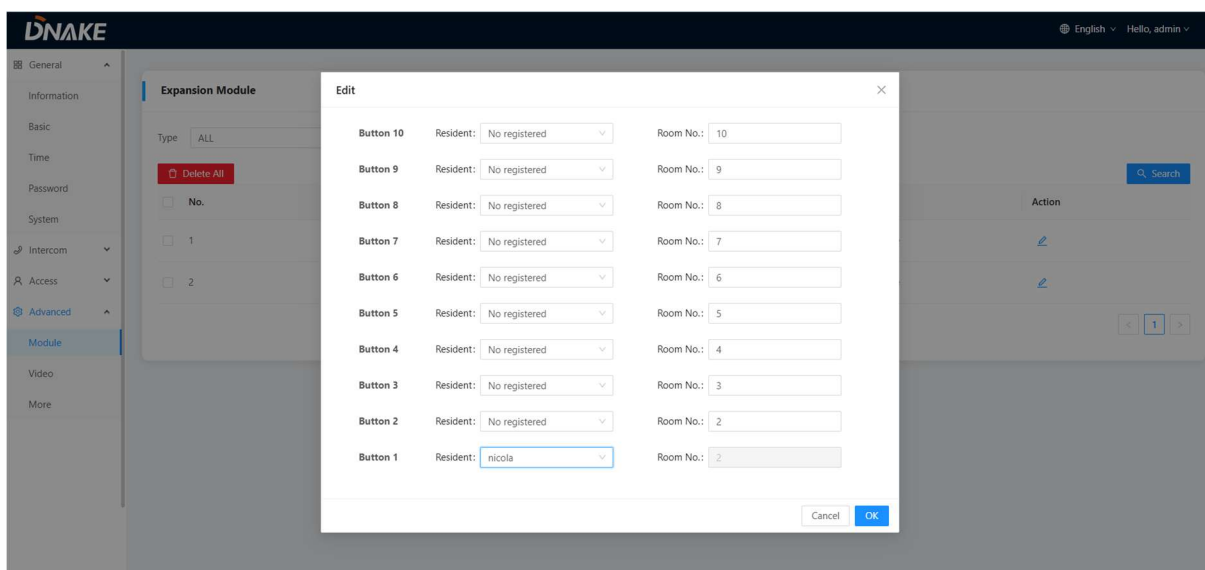 DNAKE
English Hello, admin
General
Information
Basic
Time
Password
System
Intercom
Access
Advanced
Module
Video
More
Expansion Module
Type ALL
Delete All
Search
No. Action
1
2
1
Edit
Button 10 Resident: No registered Room No.: 10
Button 9 Resident: No registered Room No.: 9
Button 8 Resident: No registered Room No.: 8
Button 7 Resident: No registered Room No.: 7
Button 6 Resident: No registered Room No.: 6
Button 5 Resident: No registered Room No.: 5
Button 4 Resident: No registered Room No.: 4
Button 3 Resident: No registered Room No.: 3
Button 2 Resident: No registered Room No.: 2
Button 1 Resident: nicola Room No.: 2
Cancel OK